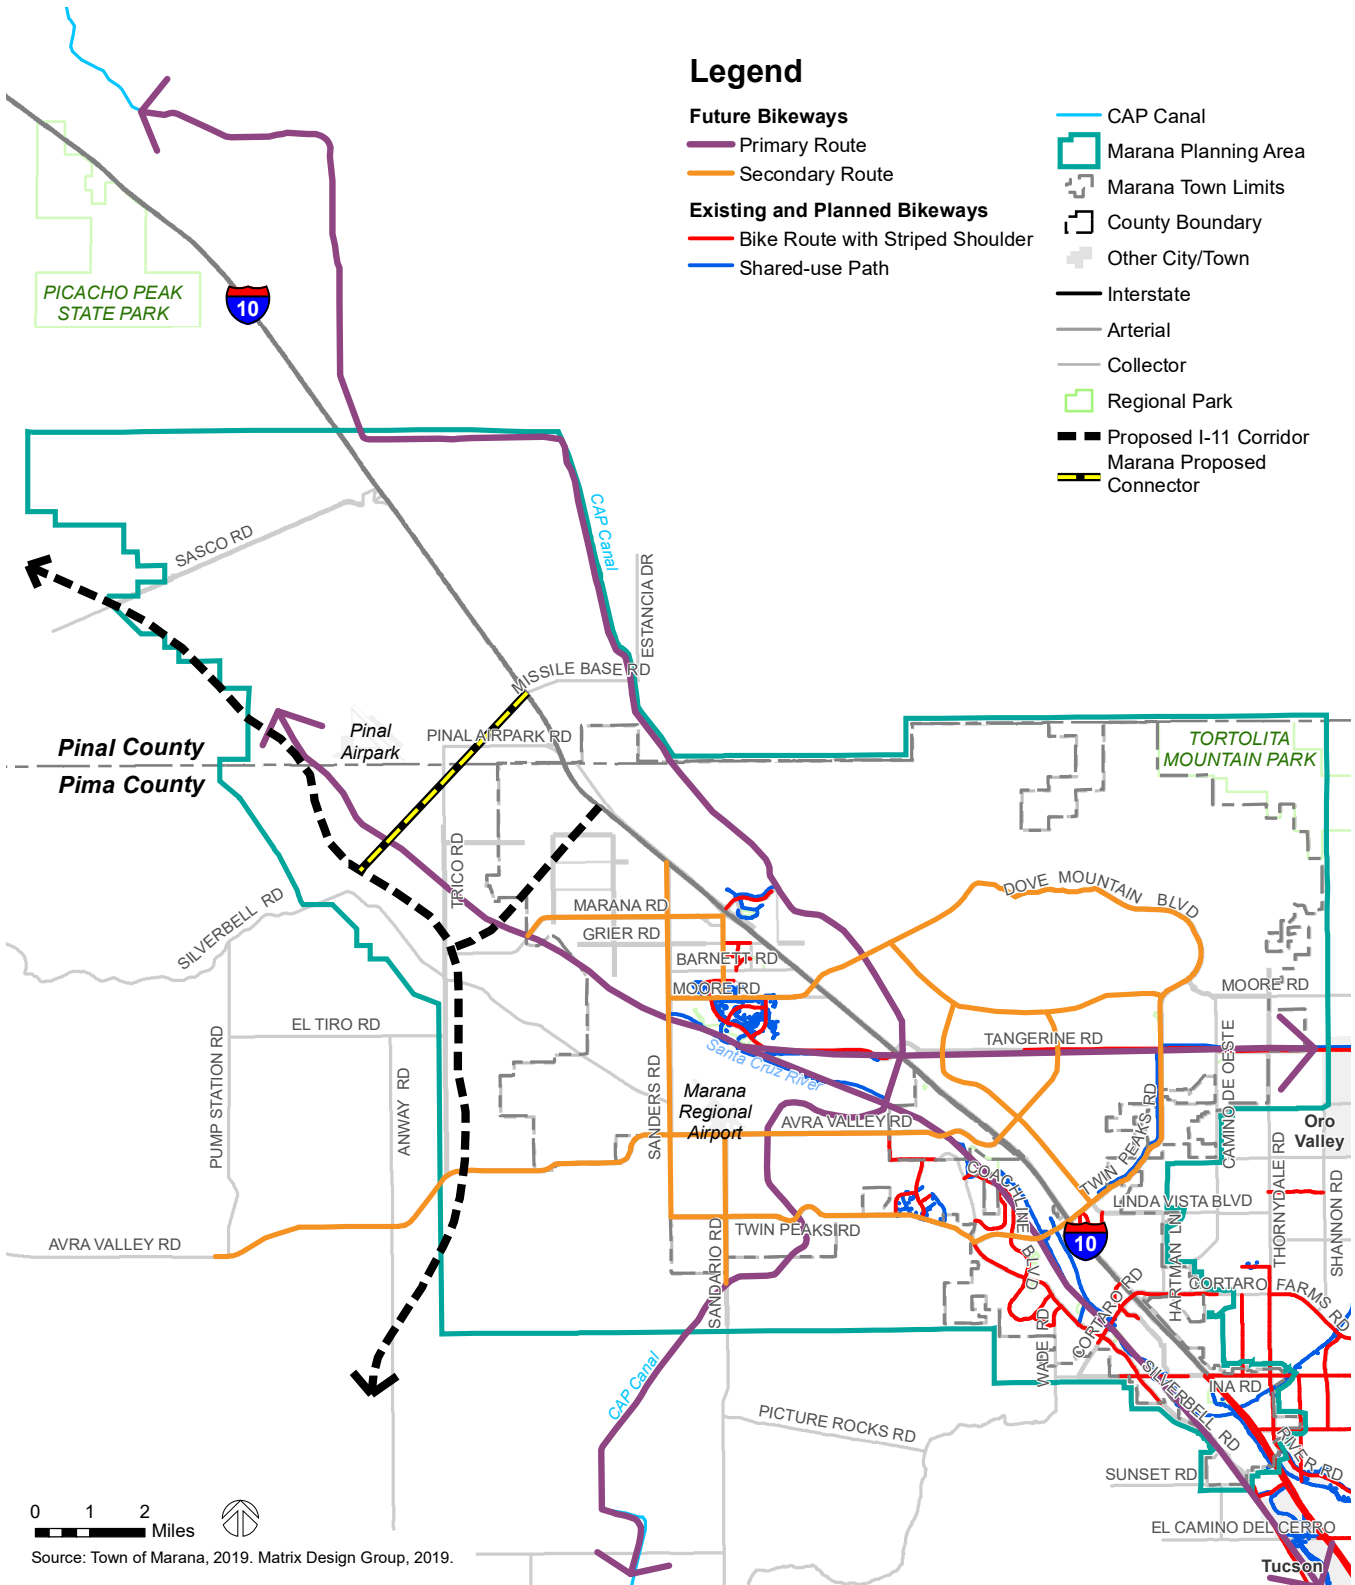 Legend
Future Bikeways
Primary Route
Secondary Route
Existing and Planned Bikeways
Bike Route with Striped Shoulder
Shared-use Path
CAP Canal
Marana Planning Area
Marana Town Limits
County Boundary
Other City/Town
Interstate
Arterial
Collector
Regional Park
Proposed I-11 Corridor
Marana Proposed
Connector
PICACHO PEAK
STATE PARK
10
CAP Canal
SASCO RD
ESTANCIA DR
MISSILE BASE RD
Pinal
Airpark
PINAL AIRPARK RD
Pinal County
Pima County
TORTOLITA
MOUNTAIN PARK
TRICO RD
SILVERBELL RD
MARANA RD
GRIER RD
BARNETT RD
MOORE RD
DOVE MOUNTAIN BLVD
MOORE RD
EL TIRO RD
PUMP STATION RD
ANWAY RD
TANGERINE RD
Santa Cruz River
SANDERS RD
Marana
Regional
Airport
AVRA VALLEY RD
CAMINO DE OESTE
TWIN PEAKS RD
Oro
Valley
THORNYDALE RD
SHANNON RD
COACHLINE BLVD
LINDA VISTA BLVD
HARTMAN LN
AVRA VALLEY RD
TWIN PEAKS RD
SANDARIO RD
10
CORTARO RD
CORTARO FARMS RD
WADE RD
CAP Canal
INA RD
SILVERBELL RD
PICTURE ROCKS RD
RIVER RD
SUNSET RD
EL CAMINO DEL CERRO
Tucson
0 1 2
Miles
Source: Town of Marana, 2019. Matrix Design Group, 2019.